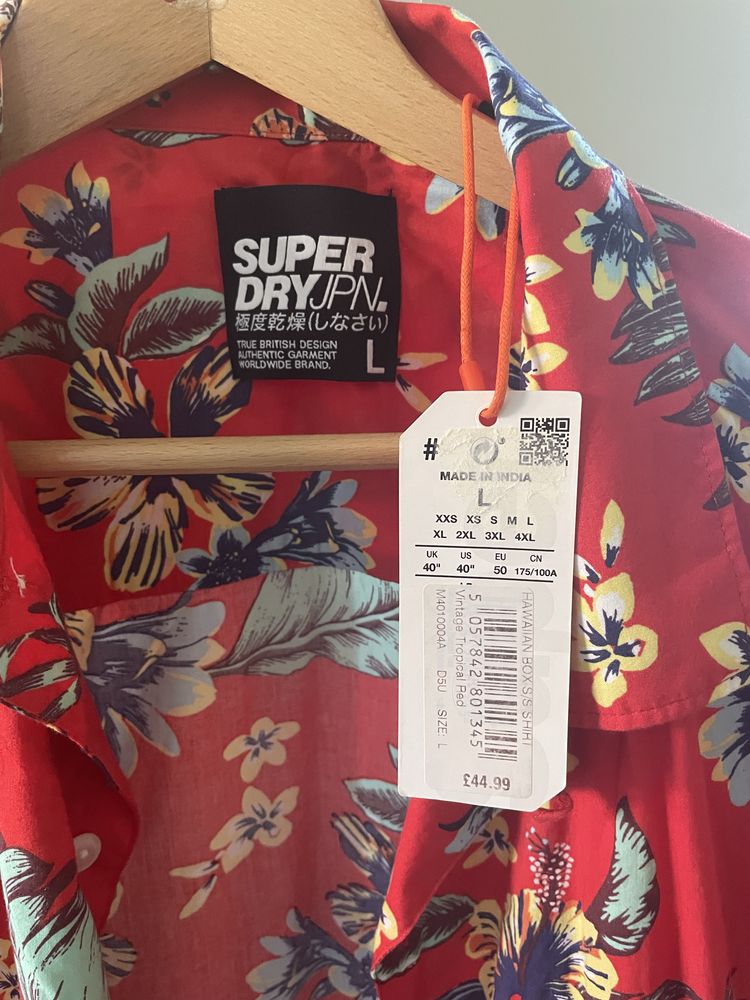 SUPER
DRYJPN.
極度乾燥(しなさい)
TRUE BRITISH DESIGN
AUTHENTIC GARMENT
WORLDWIDE BRAND.
L
#
MADE IN INDIA
L
XXS XS S M L
XL 2XL 3XL 4XL
UK US EU CN
40" 40" 50 175/100A
HAWAIIAN BOX S/S SHIRT
5 057842 801345
Vintage Tropical Red
M4010004A D5U SIZE: L
£44.99